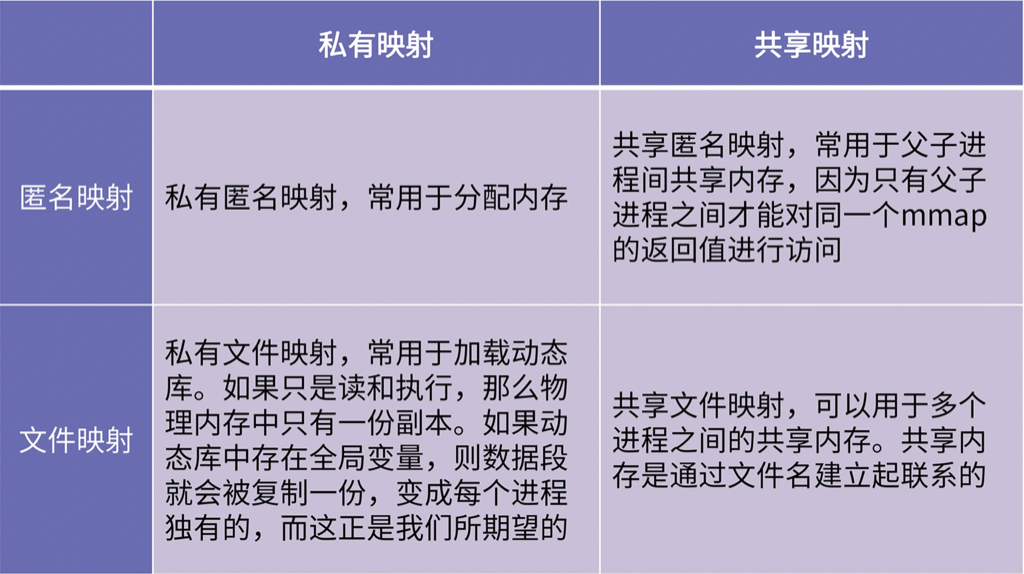 私有映射
共享映射
匿名映射
私有匿名映射，常用于分配内存
共享匿名映射，常用于父子进
程间共享内存，因为只有父子
进程之间才能对同一个mmap
的返回值进行访问
文件映射
私有文件映射，常用于加载动态
库。如果只是读和执行，那么物
理内存中只有一份副本。如果动
态库中存在全局变量，则数据段
就会被复制一份，变成每个进程
独有的，而这正是我们所期望的
共享文件映射，可以用于多个
进程之间的共享内存。共享内
存是通过文件名建立起联系的